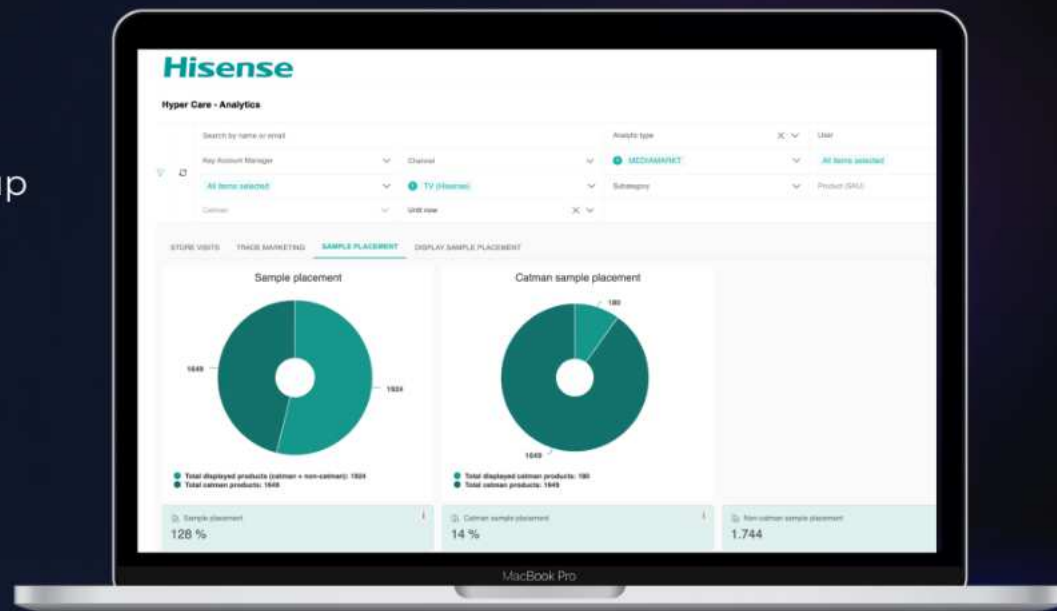 up
Hisense
Hyper Care - Analytics
Search by name or email
Analytic type
User
Key Account Manager
Channel
MEDIAMARKT
All items selected
All items selected
TV (Hisense)
Subcategory
Product (SKU)
Catman
Until now
STORE VISITS TRADE MARKETING SAMPLE PLACEMENT DISPLAY SAMPLE PLACEMENT
Sample placement
1649
1924
Total displayed products (catman + non-catman): 1924
Total catman products: 1649
Catman sample placement
180
1649
Total displayed catman products: 180
Total catman products: 1649
Sample placement
128 %
Catman sample placement
14 %
Non-catman sample placement
1.744
MacBook Pro